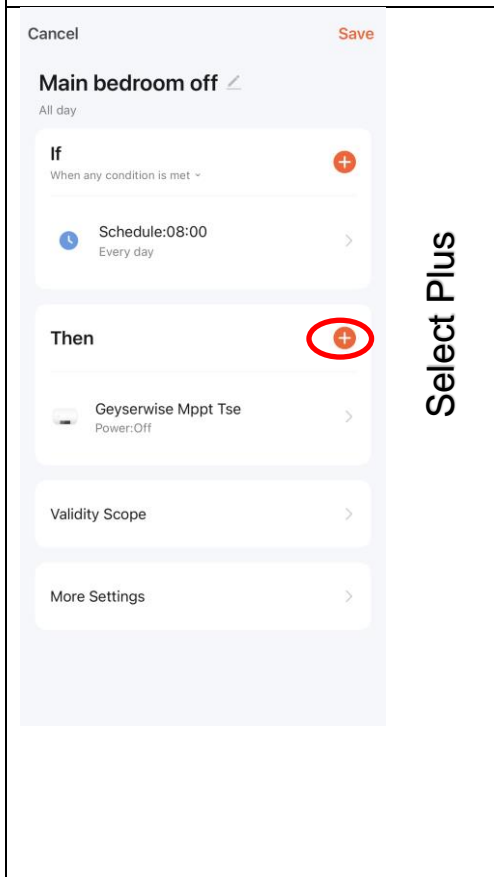 Cancel Save
Main bedroom off
All day
If
When any condition is met
Schedule:08:00
Every day
Then
Geyserwise Mppt Tse
Power:Off
Validity Scope
More Settings
Select Plus